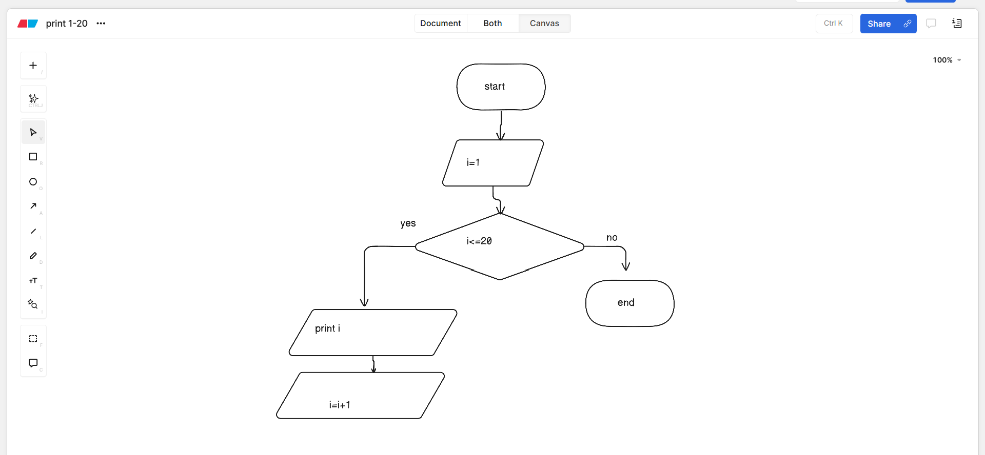 print 1-20 •••
Document Both Canvas
Ctrl K
Share
100%
start
i=1
yes
i<=20
no
end
print i
i=i+1